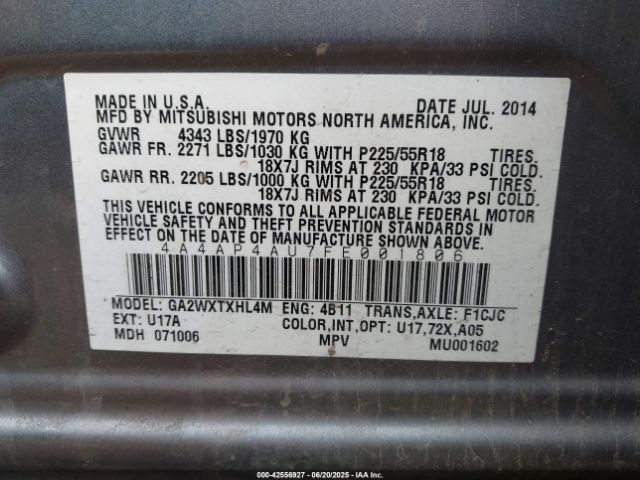 MADE IN U.S.A. DATE JUL. 2014
MFD BY MITSUBISHI MOTORS NORTH AMERICA, INC.
GVWR 4343 LBS/1970 KG
GAWR FR. 2271 LBS/1030 KG WITH P225/55R18 TIRES.
18X7J RIMS AT 230 KPA/33 PSI COLD.
GAWR RR. 2205 LBS/1000 KG WITH P225/55R18 TIRES.
18X7J RIMS AT 230 KPA/33 PSI COLD.
THIS VEHICLE CONFORMS TO ALL APPLICABLE FEDERAL MOTOR
VEHICLE SAFETY AND THEFT PREVENTION STANDARDS IN
EFFECT ON THE DATE OF MANUFACTURE SHOWN ABOVE.
4A4AP4AU7FE001806
MODEL: GA2WXTXHL4M ENG: 4B11 TRANS,AXLE: F1CJC
EXT: U17A COLOR,INT,OPT: U17,72X,A05
MDH 071006 MPV MU001602
000-42556927 - 06/20/2025 - IAA Inc.